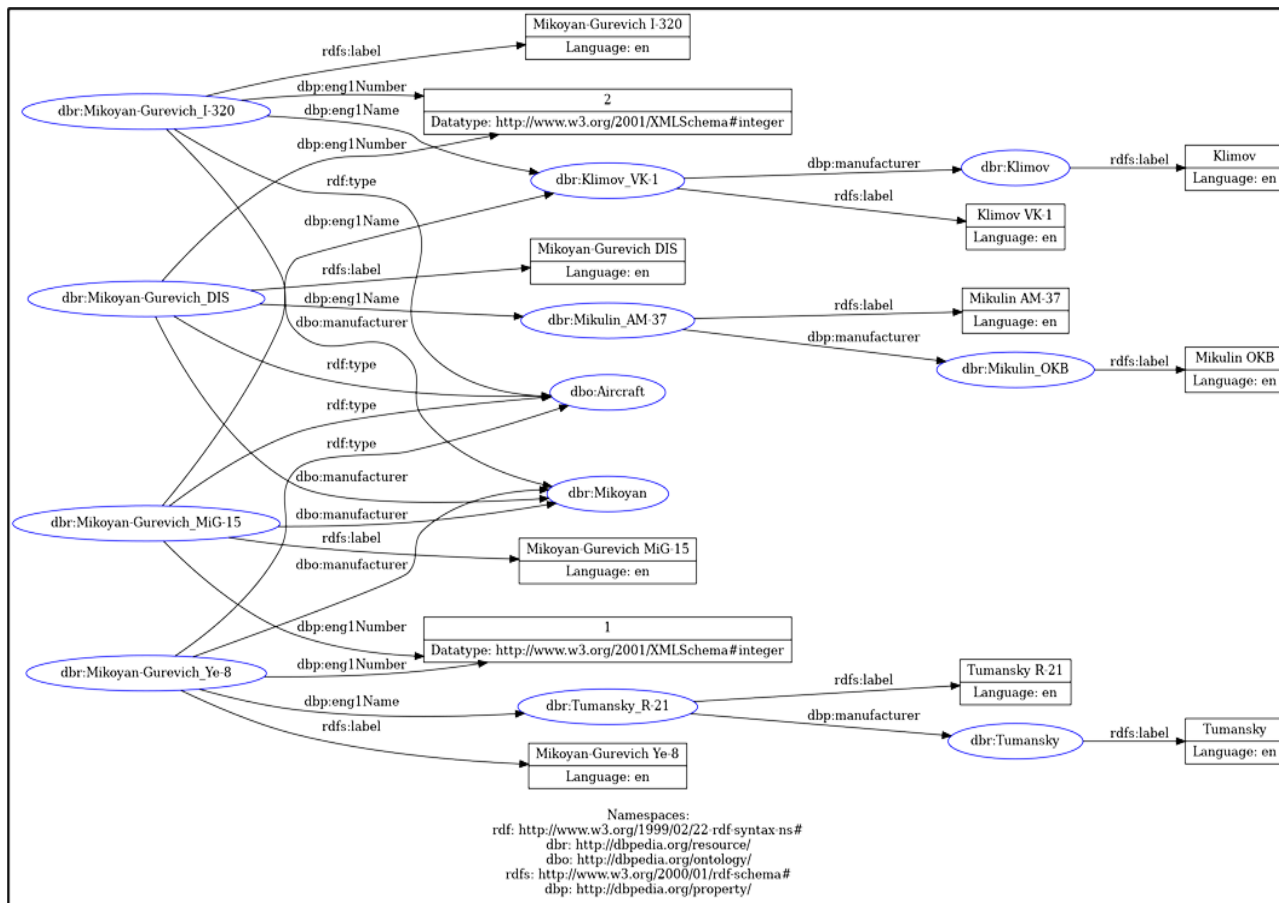 Mikoyan-Gurevich I-320
Language: en
rdfs:label
dbr:Mikoyan-Gurevich_I-320
dbp:eng1Number
2
Datatype: http://www.w3.org/2001/XMLSchema#integer
dbp:eng1Name
dbp:eng1Number
rdf:type
dbr:Klimov_VK-1
dbp:manufacturer
dbr:Klimov
rdfs:label
Klimov
Language: en
rdfs:label
Klimov VK-1
Language: en
dbp:eng1Name
Mikoyan-Gurevich DIS
Language: en
rdfs:label
dbr:Mikoyan-Gurevich_DIS
dbp:eng1Name
dbo:manufacturer
dbr:Mikulin_AM-37
rdfs:label
Mikulin AM-37
Language: en
dbp:manufacturer
dbr:Mikulin_OKB
rdfs:label
Mikulin OKB
Language: en
rdf:type
dbo:Aircraft
rdf:type
rdf:type
dbo:manufacturer
dbr:Mikoyan
dbr:Mikoyan-Gurevich_MiG-15
dbo:manufacturer
rdfs:label
Mikoyan-Gurevich MiG-15
Language: en
dbo:manufacturer
dbp:eng1Number
1
Datatype: http://www.w3.org/2001/XMLSchema#integer
dbr:Mikoyan-Gurevich_Ye-8
dbp:eng1Number
dbp:eng1Name
dbr:Tumansky_R-21
rdfs:label
Tumansky R-21
Language: en
dbp:manufacturer
dbr:Tumansky
rdfs:label
Tumansky
Language: en
rdfs:label
Mikoyan-Gurevich Ye-8
Language: en
Namespaces:
rdf: http://www.w3.org/1999/02/22-rdf-syntax-ns#
dbr: http://dbpedia.org/resource/
dbo: http://dbpedia.org/ontology/
rdfs: http://www.w3.org/2000/01/rdf-schema#
dbp: http://dbpedia.org/property/